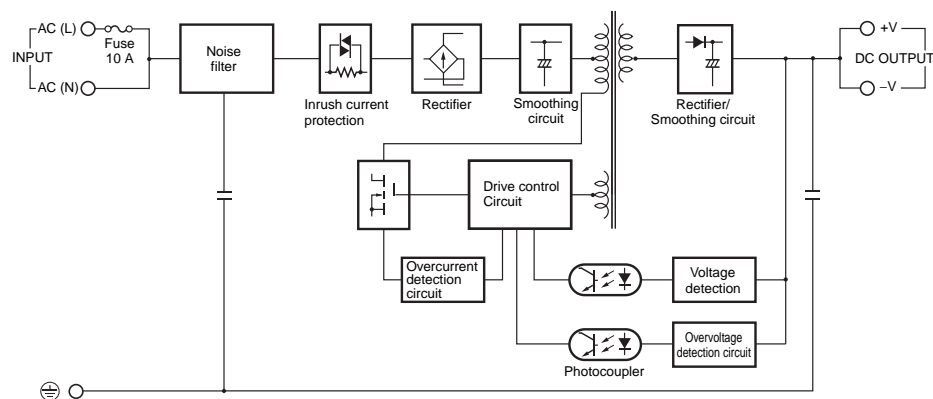 AC (L)
Fuse
10 A
INPUT
AC (N)
Noise
filter
Inrush current
protection
Rectifier
Smoothing
circuit
Rectifier/
Smoothing circuit
+V
DC OUTPUT
−V
Drive control
Circuit
Overcurrent
detection
circuit
Voltage
detection
Overvoltage
detection circuit
Photocoupler